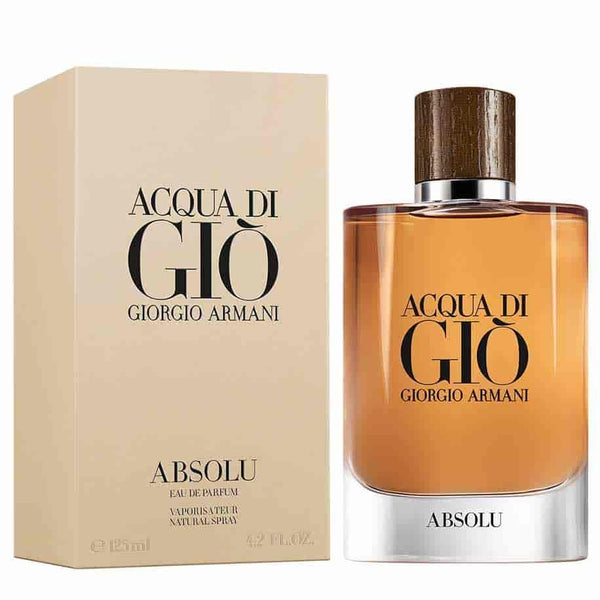 ACQUA DI
GIÒ
GIORGIO ARMANI
ABSOLU
EAU DE PARFUM
VAPORISATEUR
NATURAL SPRAY
℮ 125 ml 4.2 FL.OZ.
ACQUA DI
GIÒ
GIORGIO ARMANI
ABSOLU